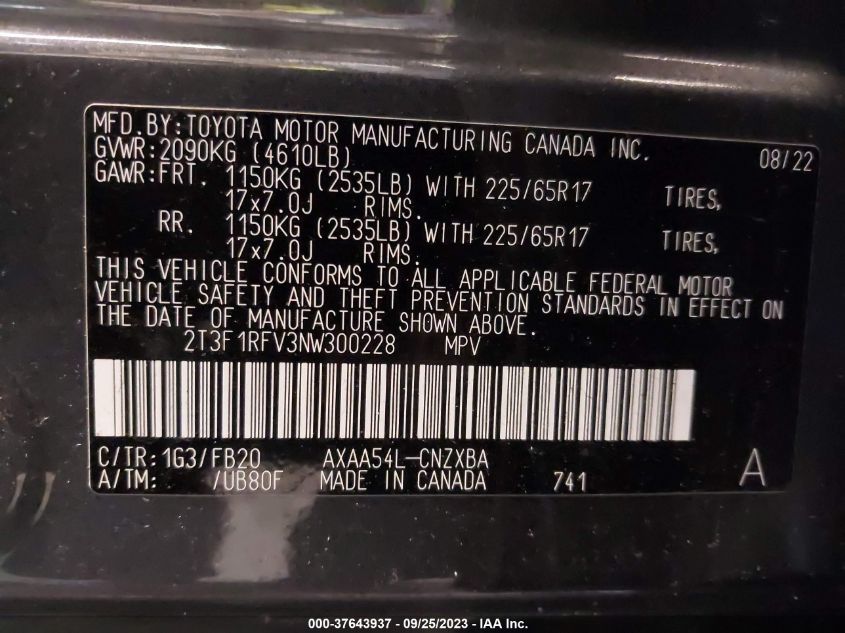 MFD.BY:TOYOTA MOTOR MANUFACTURING CANADA INC. 08/22
GVWR:2090KG (4610LB)
GAWR:FRT. 1150KG (2535LB) WITH 225/65R17 TIRES,
17x7.0J RIMS.
RR. 1150KG (2535LB) WITH 225/65R17 TIRES,
17x7.0J RIMS.
THIS VEHICLE CONFORMS TO ALL APPLICABLE FEDERAL MOTOR
VEHICLE SAFETY AND THEFT PREVENTION STANDARDS IN EFFECT ON
THE DATE OF MANUFACTURE SHOWN ABOVE.
2T3F1RFV3NW300228 MPV
C/TR: 1G3/FB20 AXAA54L-CNZXBA
A/TM: /UB80F MADE IN CANADA 741 A
000-37643937 - 09/25/2023 - IAA Inc.